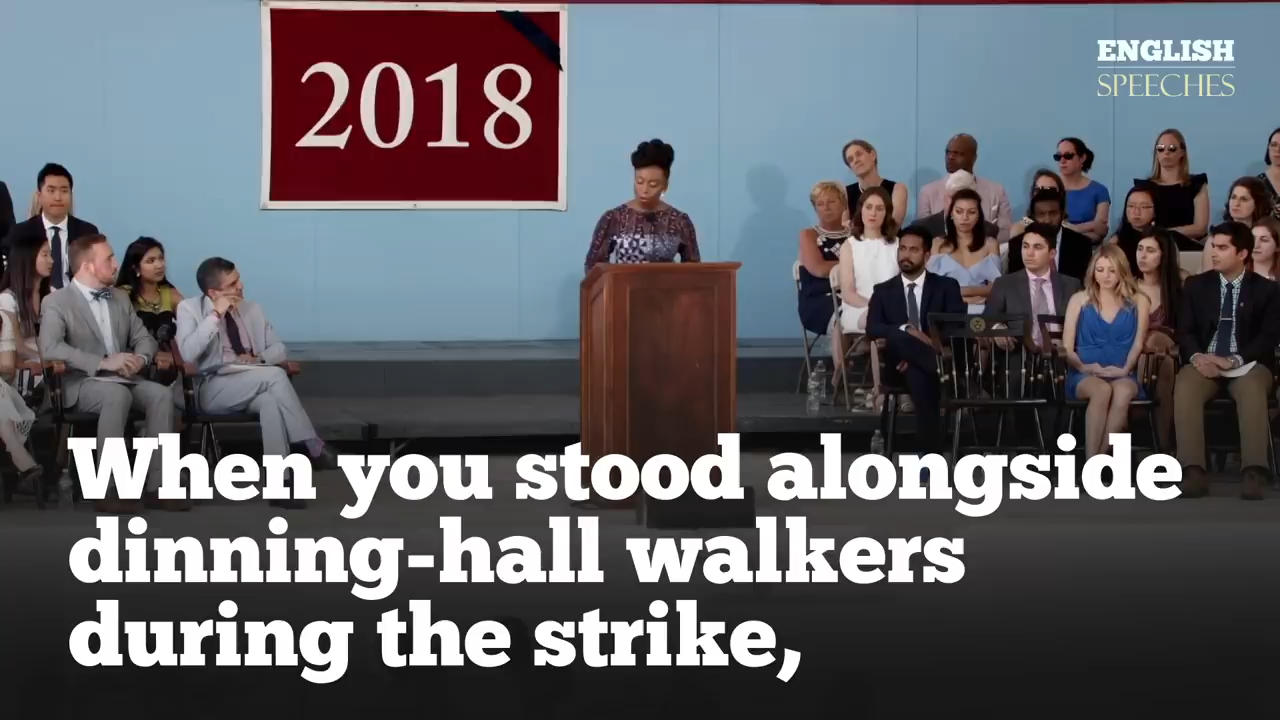 2018
ENGLISH
SPEECHES
When you stood alongside
dinning-hall walkers
during the strike,